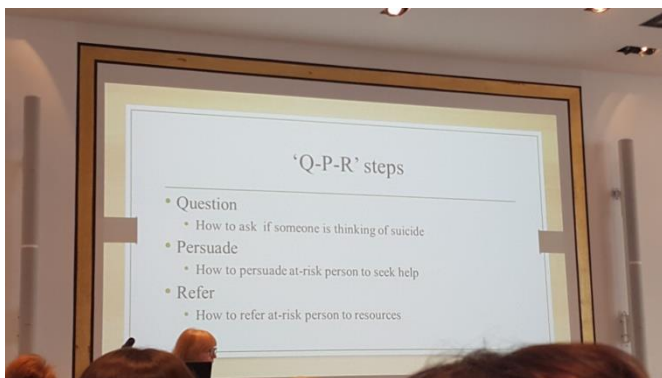 ‘Q-P-R’ steps
• Question
• How to ask if someone is thinking of suicide
• Persuade
• How to persuade at-risk person to seek help
• Refer
• How to refer at-risk person to resources